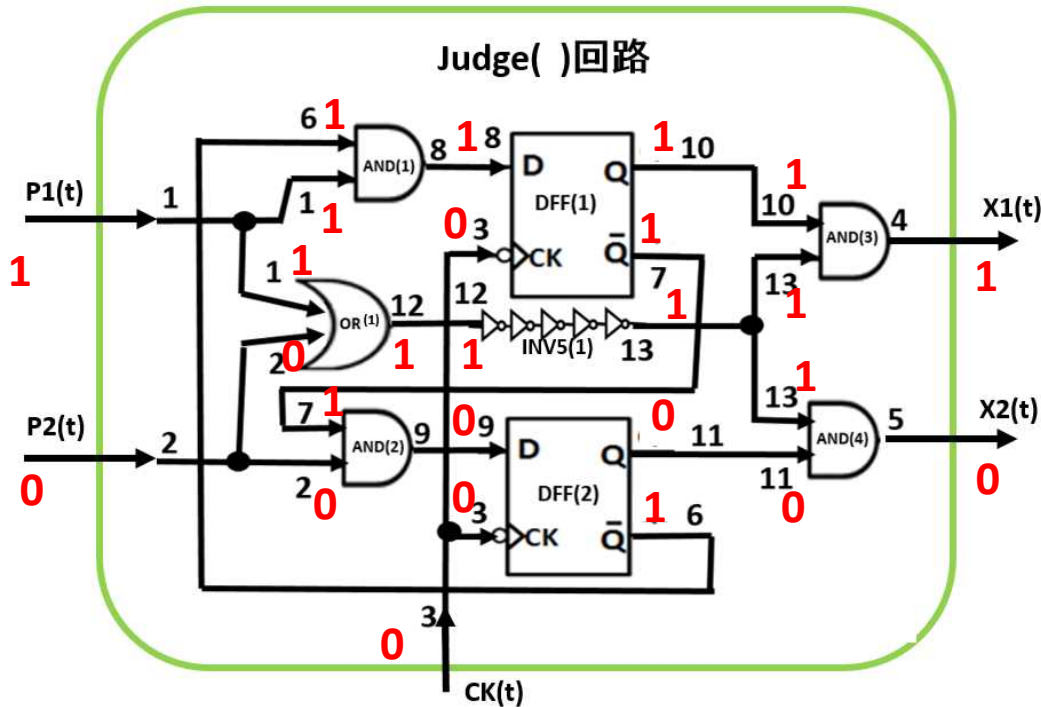 Judge( )回路
6 1
AND(1)
8 1 8
D Q
1 10
P1(t)
1
1
1
DFF(1)
1
10
AND(3)
4
X1(t)
0 3
CK Q̅
1
7
1
1 1
13
1
1
OR(1)
12
12
1
INV5(1)
13
2 0
1
1
7 1
0
0
13
1
P2(t)
2
AND(2)
9
9
D Q
11
AND(4)
5
X2(t)
0
2
0
0
3
DFF(2)
CK Q̅
1
6
11
0
0
3
0
CK(t)